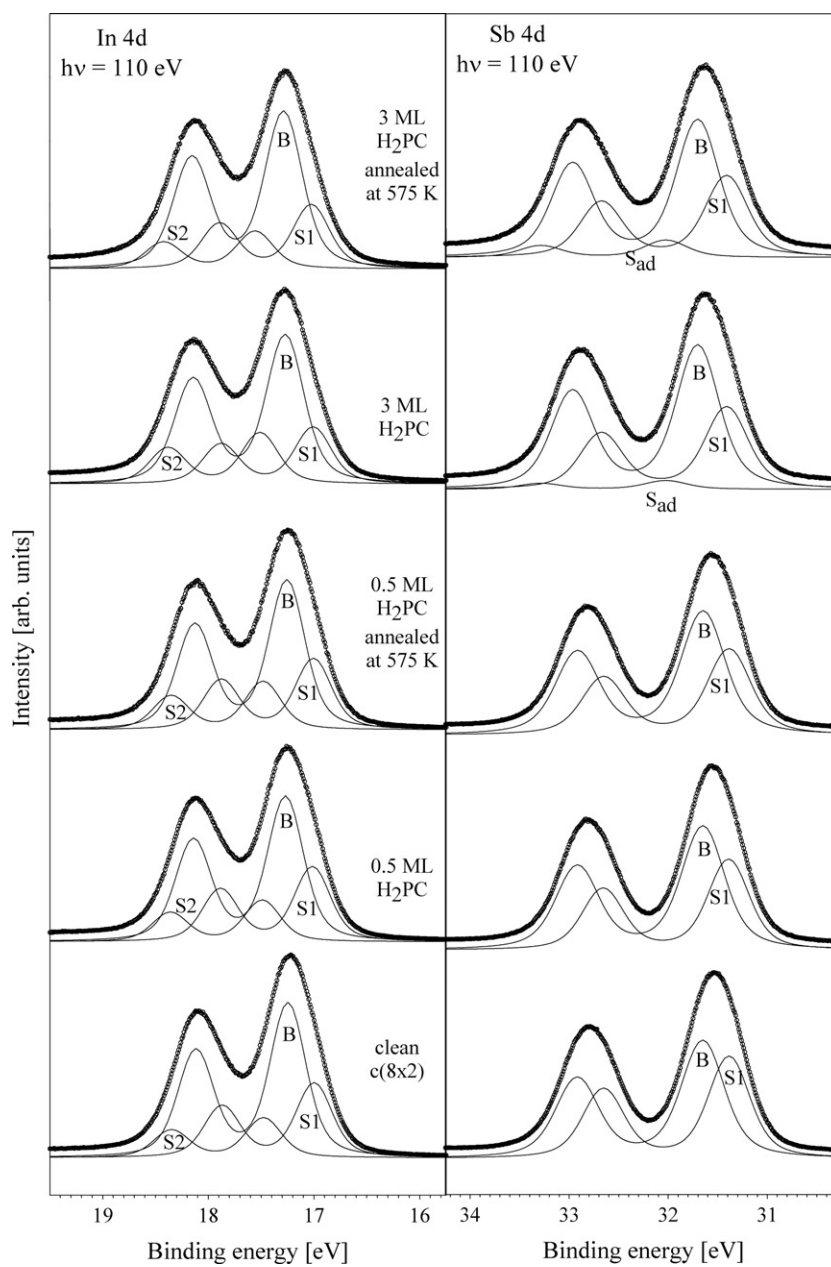 In 4d
hν = 110 eV
3 ML
H2PC
annealed
at 575 K
B
S2
S1
Sb 4d
hν = 110 eV
B
S1
Sad
3 ML
H2PC
B
S2
S1
B
S1
Sad
0.5 ML
H2PC
annealed
at 575 K
B
S2
S1
B
S1
0.5 ML
H2PC
B
S2
S1
B
S1
clean
c(8x2)
B
S2
S1
B
S1
Intensity [arb. units]
19 18 17 16
34 33 32 31
Binding energy [eV]
Binding energy [eV]